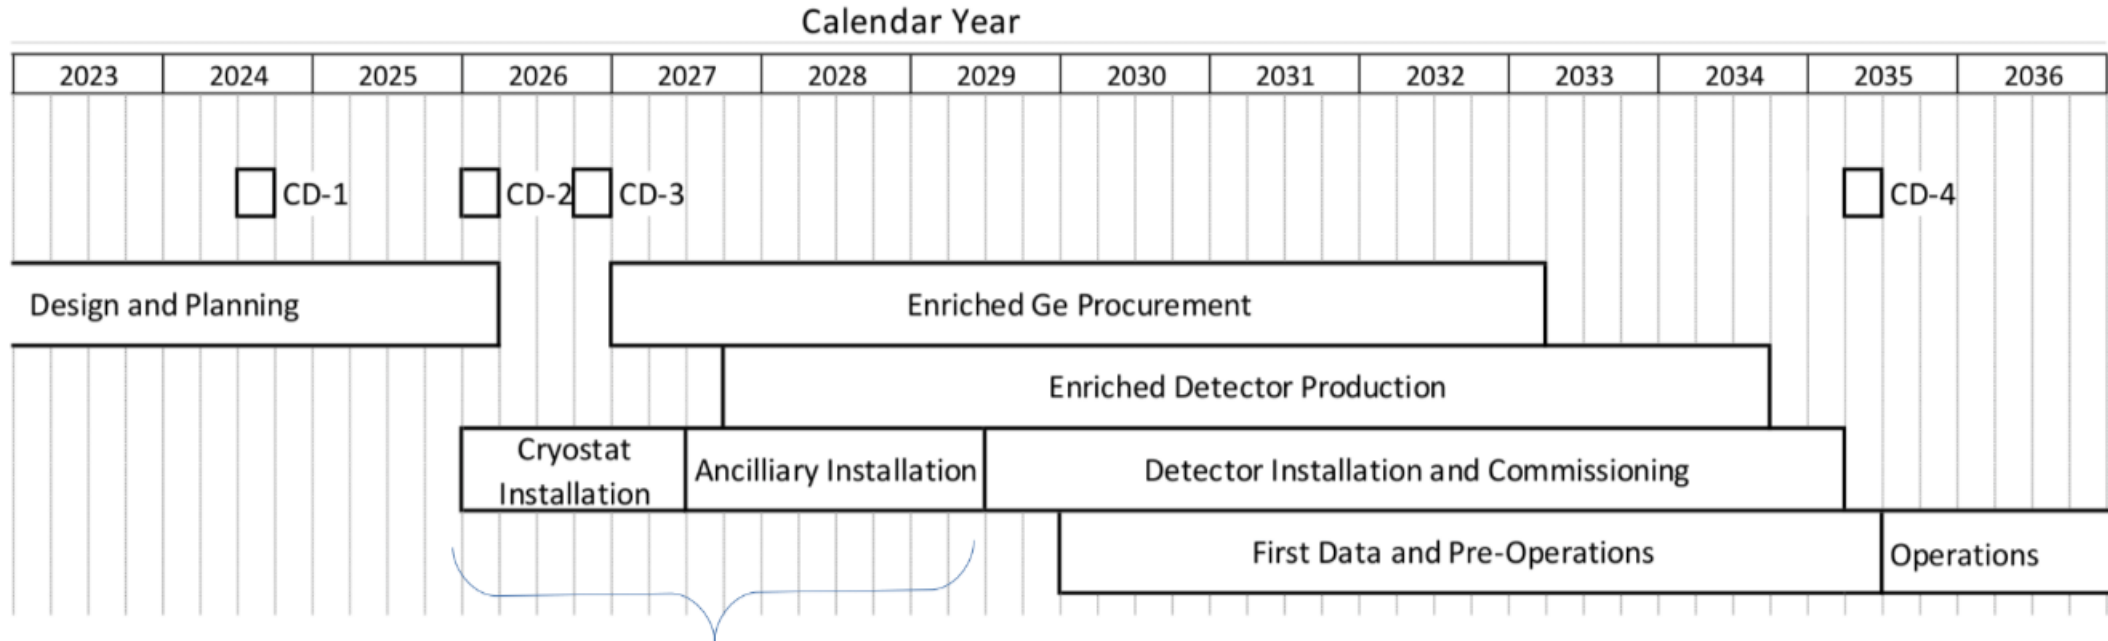 Calendar Year
2023 2024 2025 2026 2027 2028 2029 2030 2031 2032 2033 2034 2035 2036
CD-1 CD-2 CD-3 CD-4
Design and Planning Enriched Ge Procurement
Enriched Detector Production
Cryostat
Installation
Ancilliary Installation
Detector Installation and Commissioning
First Data and Pre-Operations
Operations